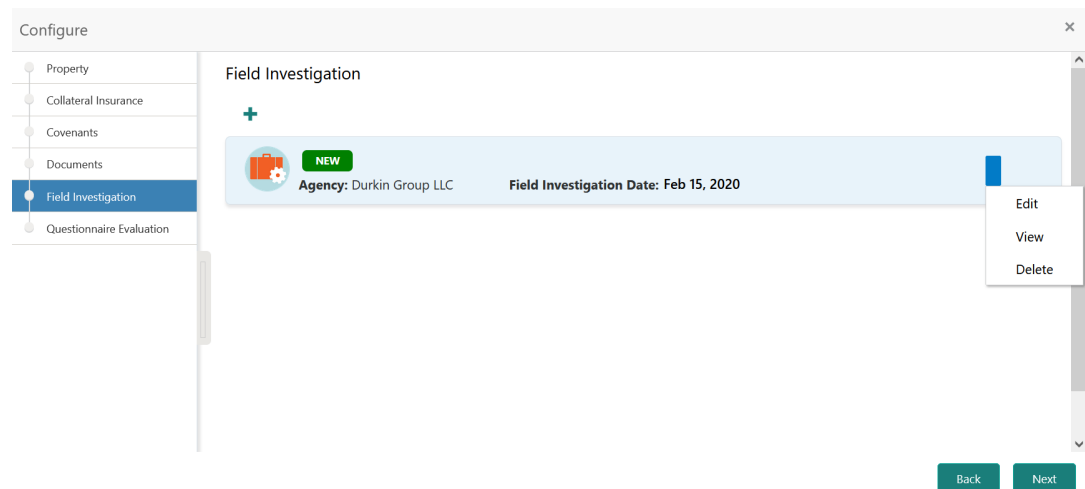 Configure
×
Property
Collateral Insurance
Covenants
Documents
Field Investigation
Questionnaire Evaluation
Field Investigation
+
NEW
Agency: Durkin Group LLC Field Investigation Date: Feb 15, 2020
Edit
View
Delete
Back Next